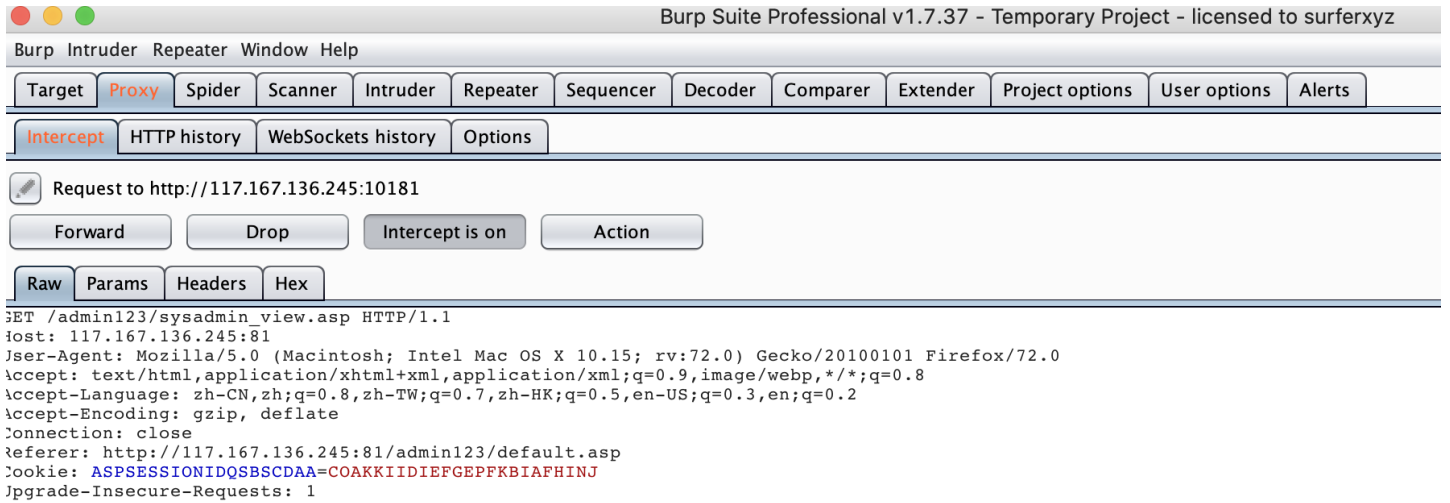 Burp Suite Professional v1.7.37 - Temporary Project - licensed to surferxyz
Burp Intruder Repeater Window Help
Target Proxy Spider Scanner Intruder Repeater Sequencer Decoder Comparer Extender Project options User options Alerts
Intercept HTTP history WebSockets history Options
Request to http://117.167.136.245:10181
Forward Drop Intercept is on Action
Raw Params Headers Hex
GET /admin123/sysadmin_view.asp HTTP/1.1
Host: 117.167.136.245:81
User-Agent: Mozilla/5.0 (Macintosh; Intel Mac OS X 10.15; rv:72.0) Gecko/20100101 Firefox/72.0
Accept: text/html,application/xhtml+xml,application/xml;q=0.9,image/webp,*/*;q=0.8
Accept-Language: zh-CN,zh;q=0.8,zh-TW;q=0.7,zh-HK;q=0.5,en-US;q=0.3,en;q=0.2
Accept-Encoding: gzip, deflate
Connection: close
Referer: http://117.167.136.245:81/admin123/default.asp
Cookie: ASPSESSIONIDQSBSCDAA=COAKKIIDIEFGEPFKBIAFHINJ
Upgrade-Insecure-Requests: 1